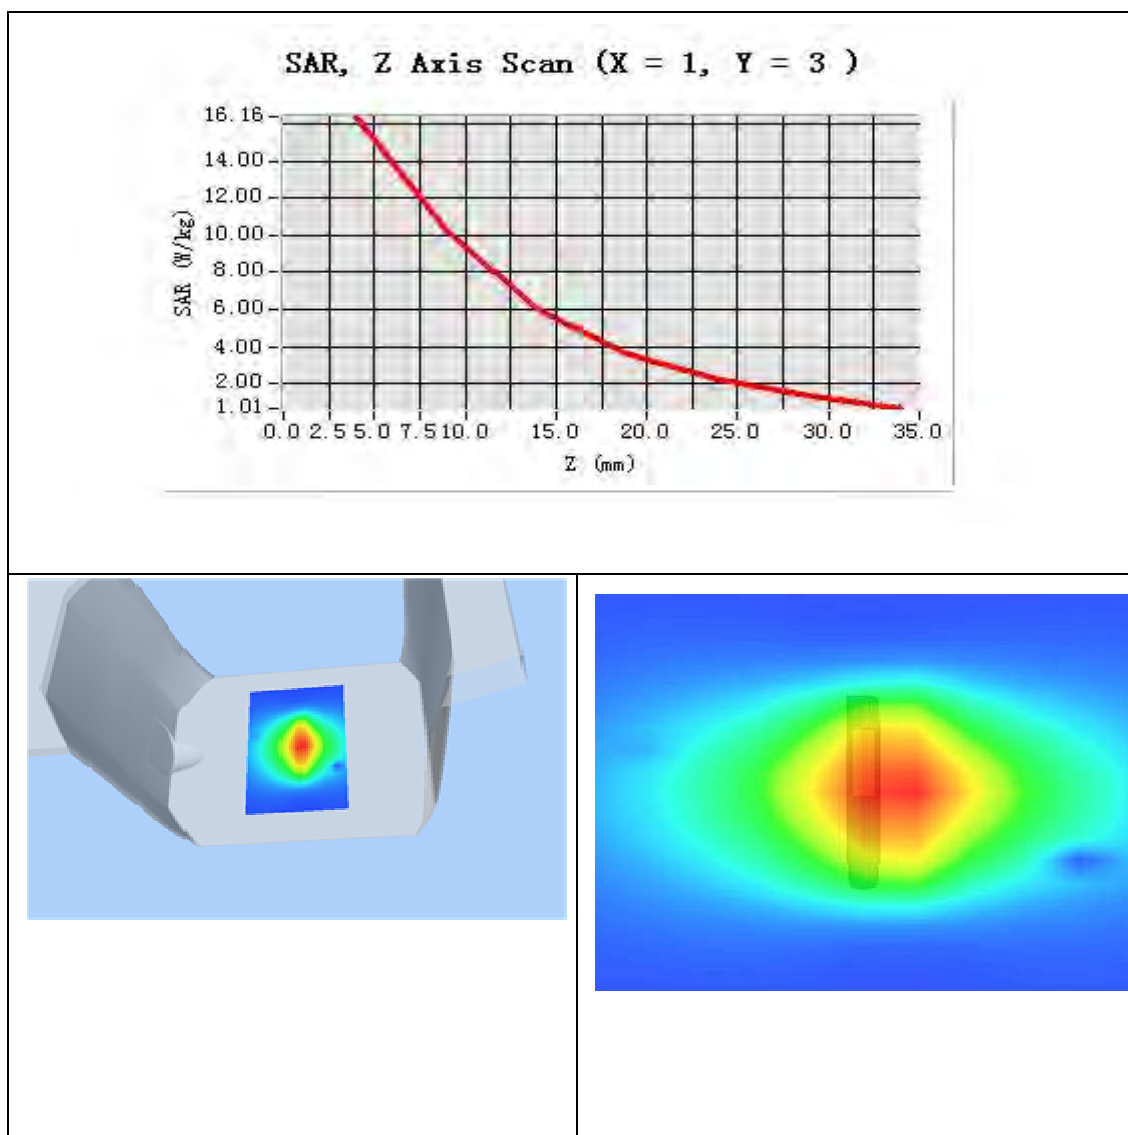 SAR, Z Axis Scan (X = 1, Y = 3 )
16.16
14.00
12.00
10.00
8.00
6.00
4.00
2.00
1.01
SAR (W/kg)
0.0 2.5 5.0 7.5 10.0 15.0 20.0 25.0 30.0 35.0
Z (mm)